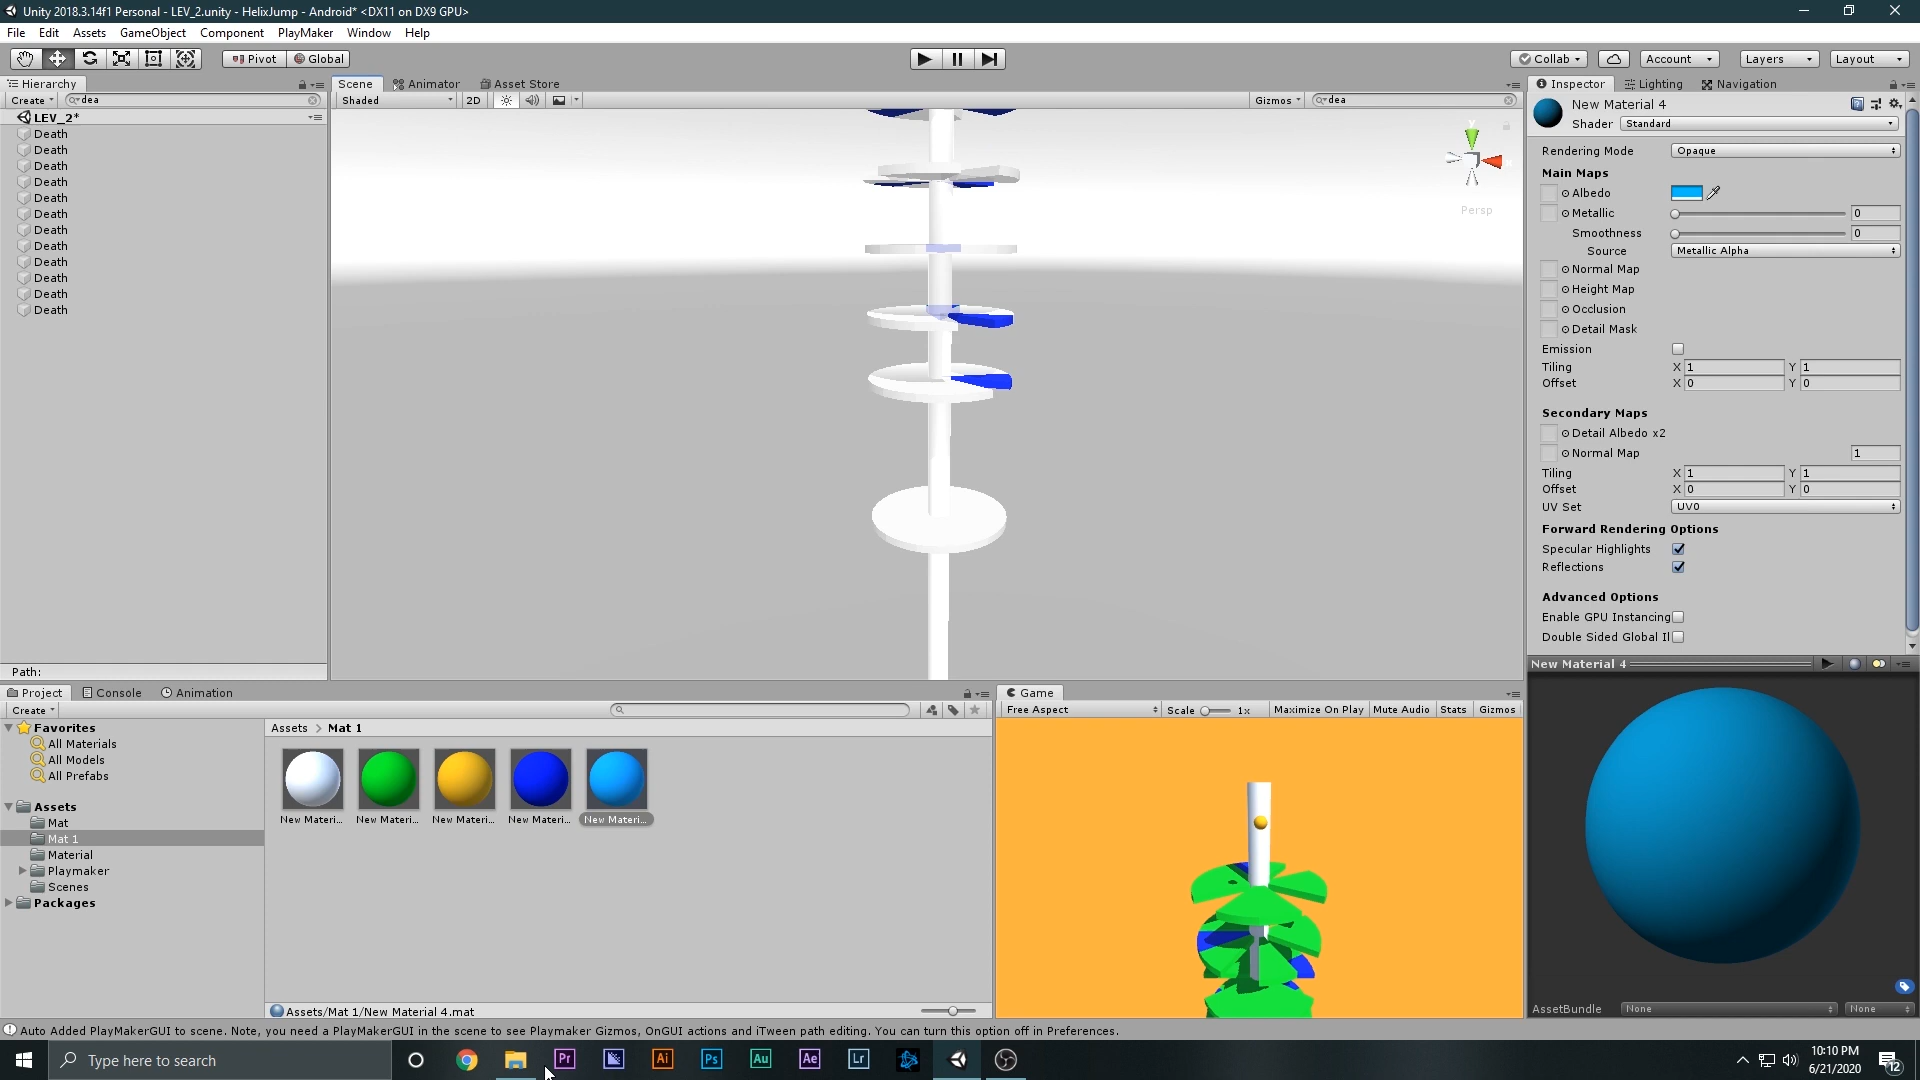 Unity 2018.3.14f1 Personal - LEV_2.unity - HelixJump - Android* <DX11 on DX9 GPU>
File Edit Assets GameObject Component PlayMaker Window Help
Pivot Global Collab Account Layers Layout
Hierarchy
Create dea
LEV_2*
Death
Death
Death
Death
Death
Death
Death
Death
Death
Death
Death
Death
Path:
Scene Animator Asset Store
Shaded 2D Gizmos dea
y
Persp
Inspector Lighting Navigation
New Material 4
Shader Standard
Rendering Mode Opaque
Main Maps
Albedo
Metallic 0
Smoothness 0
Source Metallic Alpha
Normal Map
Height Map
Occlusion
Detail Mask
Emission
Tiling X 1 Y 1
Offset X 0 Y 0
Secondary Maps
Detail Albedo x2
Normal Map 1
Tiling X 1 Y 1
Offset X 0 Y 0
UV Set UV0
Forward Rendering Options
Specular Highlights
Reflections
Advanced Options
Enable GPU Instancing
Double Sided Global Il
New Material 4
AssetBundle None None
Project Console Animation
Create
Favorites
All Materials
All Models
All Prefabs
Assets
Mat
Mat 1
Material
Playmaker
Scenes
Packages
Assets > Mat 1
New Materi... New Materi... New Materi... New Materi... New Materi...
Assets/Mat 1/New Material 4.mat
Game
Free Aspect Scale 1x Maximize On Play Mute Audio Stats Gizmos
Auto Added PlayMakerGUI to scene. Note, you need a PlayMakerGUI in the scene to see Playmaker Gizmos, OnGUI actions and iTween path editing. You can turn this option off in Preferences.
Type here to search
Pr Ai Ps Au Ae Lr
10:10 PM
6/21/2020
12